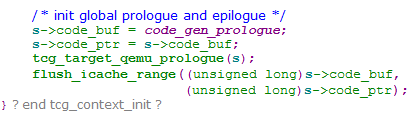 /* init global prologue and epilogue */
s->code_buf = code_gen_prologue;
s->code_ptr = s->code_buf;
tcg_target_qemu_prologue(s);
flush_icache_range((unsigned long)s->code_buf,
(unsigned long)s->code_ptr);
} ? end tcg_context_init ?